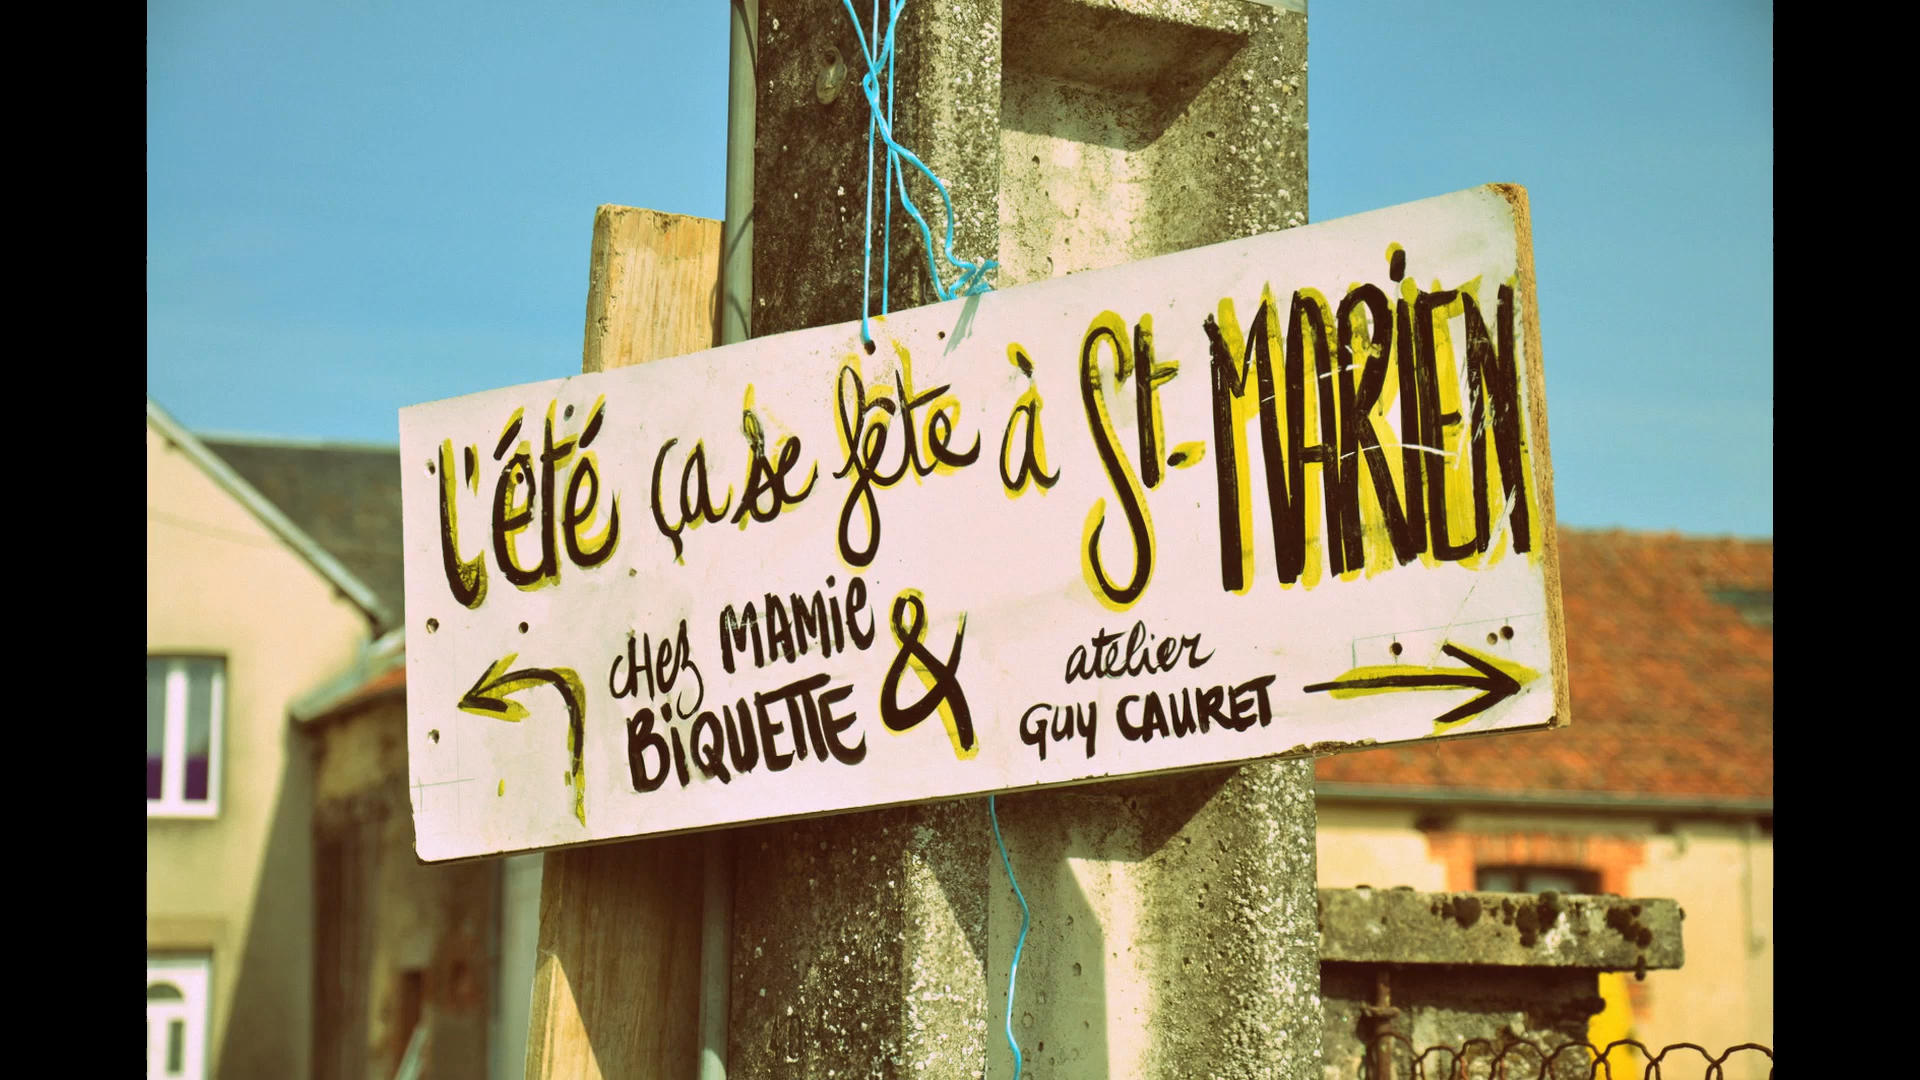 l'été ça se fête à St-MARiEN
cHez MAMie
BiQUETTE
&
atelier
Guy CAURET